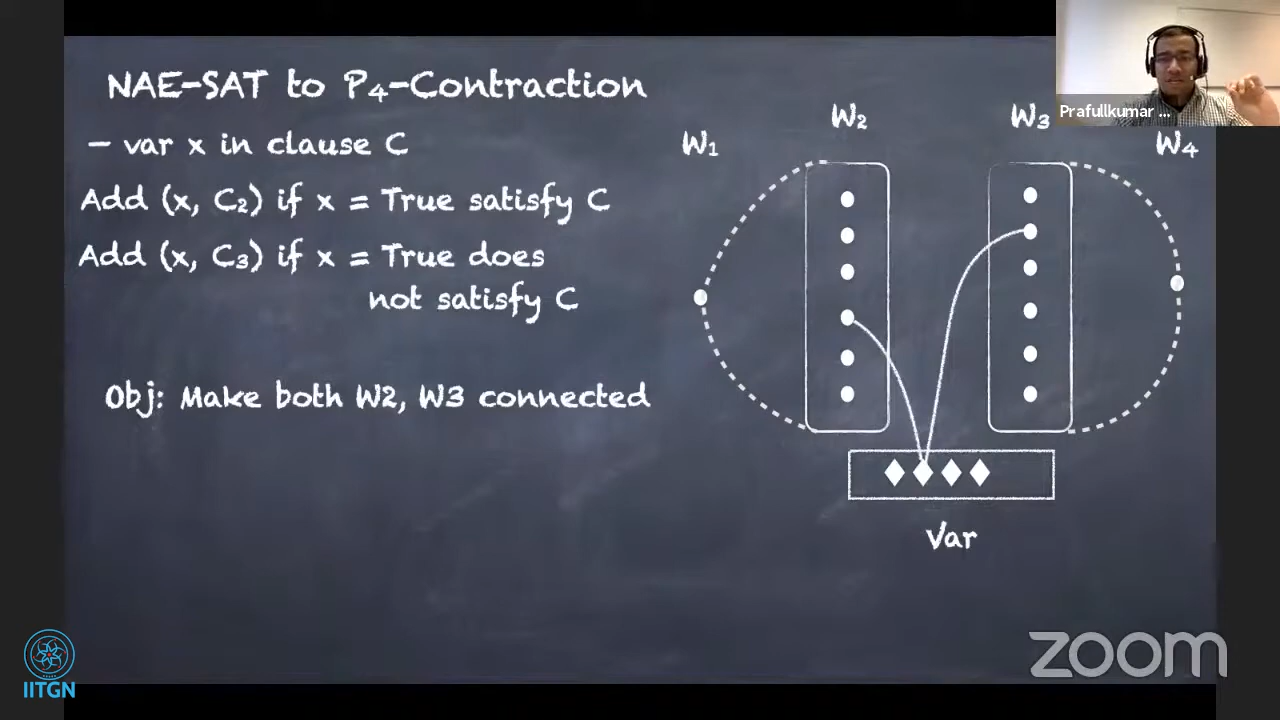 NAE-SAT to P₄-Contraction
– var x in clause C
Add (x, C₂) if x = True satisfy C
Add (x, C₃) if x = True does
not satisfy C
Obj: Make both W2, W3 connected
W₁
W₂
W₃
W₄
Var
Prafullkumar ...
IITGN
zoom